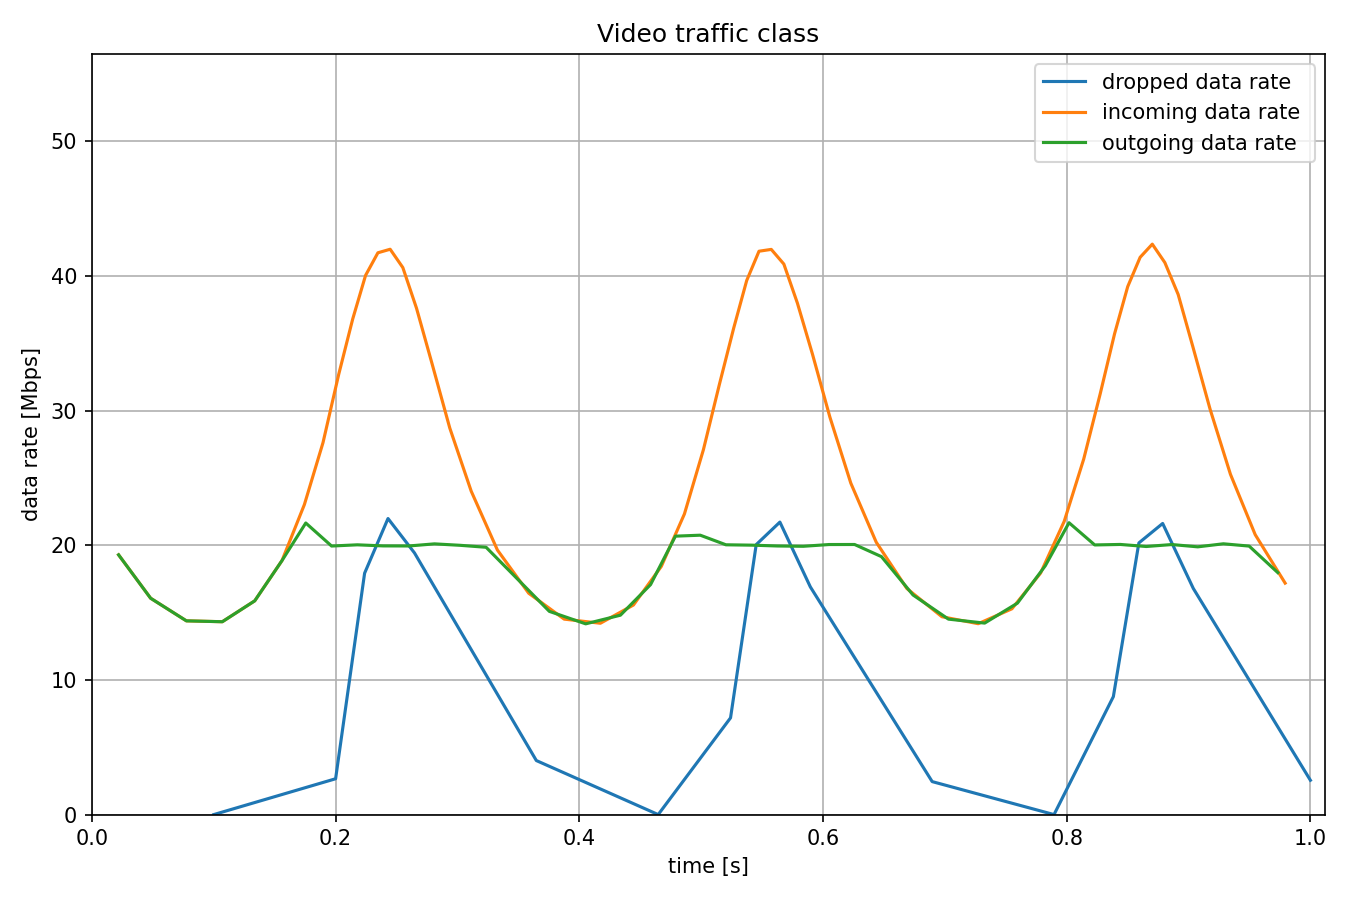 Video traffic class
dropped data rate
incoming data rate
outgoing data rate
data rate [Mbps]
50
40
30
20
10
0
0.0 0.2 0.4 0.6 0.8 1.0
time [s]